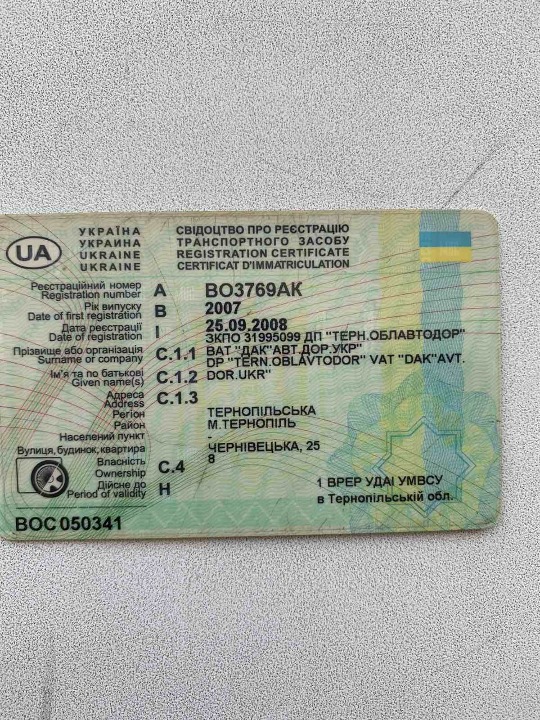 UA
УКРАЇНА
УКРАИНА
UKRAINE
UKRAINE
СВІДОЦТВО ПРО РЕЄСТРАЦІЮ
ТРАНСПОРТНОГО ЗАСОБУ
REGISTRATION CERTIFICATE
CERTIFICAT D'IMMATRICULATION
Реєстраційний номер
Registration number A BO3769AK
Рік випуску
Date of first registration B 2007
Дата реєстрації
Date of registration I 25.09.2008
ЗКПО 31995099 ДП "ТЕРН.ОБЛАВТОДОР"
Прізвище або організація
Surname or company C.1.1 ВАТ "ДАК"АВТ.ДОР.УКР"
DP "TERN.OBLAVTODOR" VAT "DAK"AVT.
Ім'я та по батькові
Given name(s) C.1.2 DOR.UKR"
Адреса
Address C.1.3
Регіон ТЕРНОПІЛЬСЬКА
Район М.ТЕРНОПІЛЬ
Населений пункт -
Вулиця,будинок,квартира ЧЕРНІВЕЦЬКА, 25
8
Власність
Ownership C.4
Дійсне до
Period of validity H
1 ВРЕР УДАІ УМВСУ
в Тернопільській обл.
BOC 050341